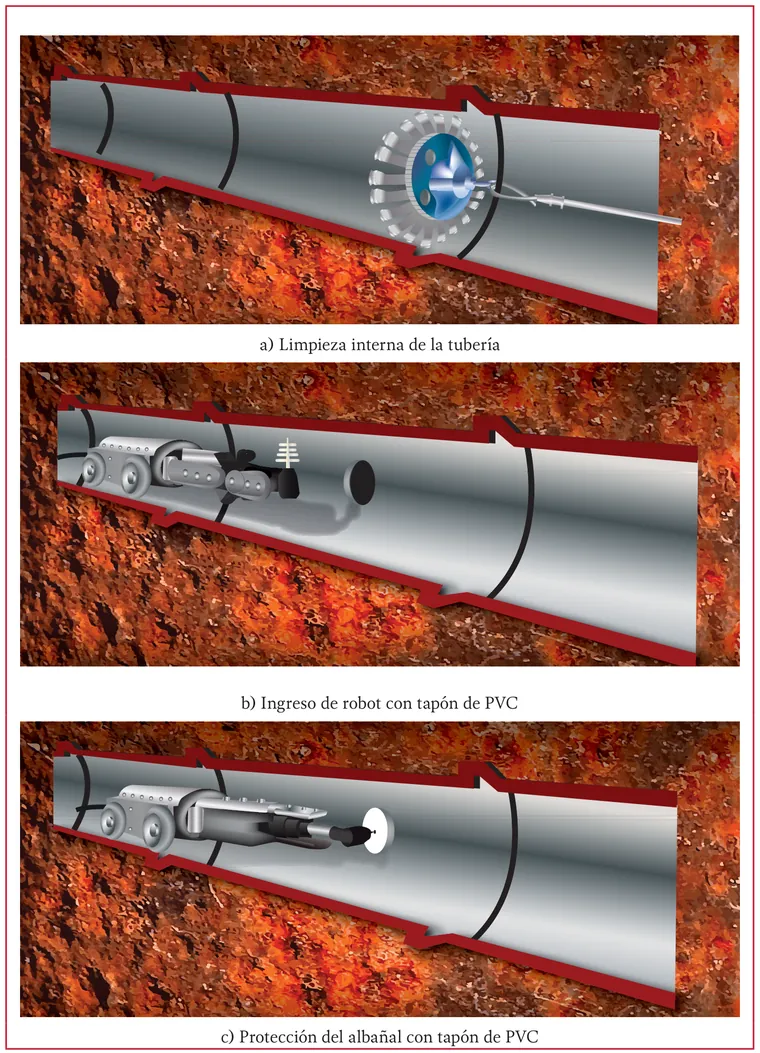 a) Limpieza interna de la tubería
b) Ingreso de robot con tapón de PVC
c) Protección del albañal con tapón de PVC